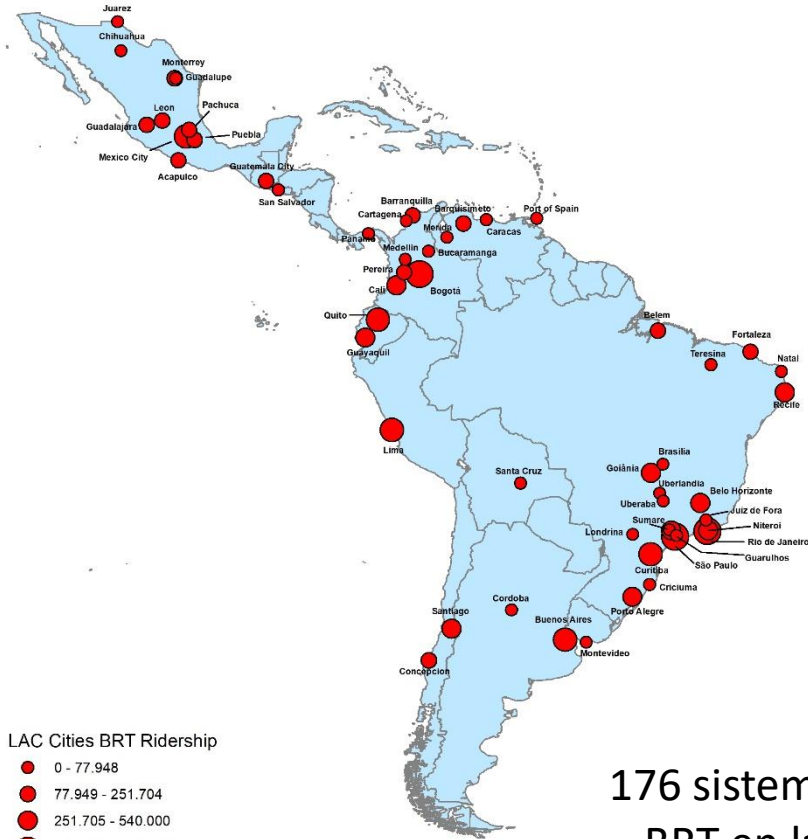 Juarez
Chihuahua
Monterrey
Guadalupe
Pachuca
Leon
Guadalajara
Puebla
Mexico City
Acapulco
Guatemala City
San Salvador
Barranquilla
Barquisimeto
Port of Spain
Cartagena
Merida
Caracas
Panama
Medellin
Bucaramanga
Pereira
Cali
Bogotá
Quito
Guayaquil
Belem
Fortaleza
Teresina
Natal
Recife
Lima
Brasilia
Goiânia
Santa Cruz
Uberlandia
Belo Horizonte
Uberaba
Juiz de Fora
Sumare
Niteroi
Londrina
Rio de Janeiro
Guarulhos
São Paulo
Curitiba
Criciuma
Cordoba
Porto Alegre
Santiago
Buenos Aires
Montevideo
Concepcion
LAC Cities BRT Ridership
0 - 77.948
77.949 - 251.704
251.705 - 540.000
176 sistem